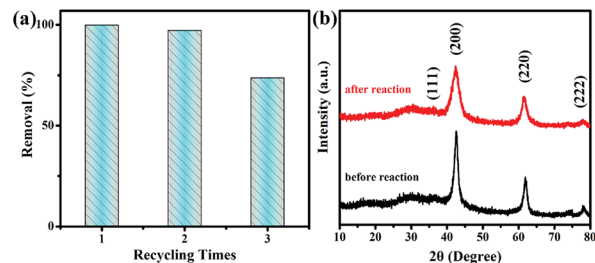 (a)
100
50
0
Removal (%)
1 2 3
Recycling Times
(b)
(200)
(220)
(111)
(222)
after reaction
before reaction
Intensity (a.u.)
10 20 30 40 50 60 70 80
2θ (Degree)